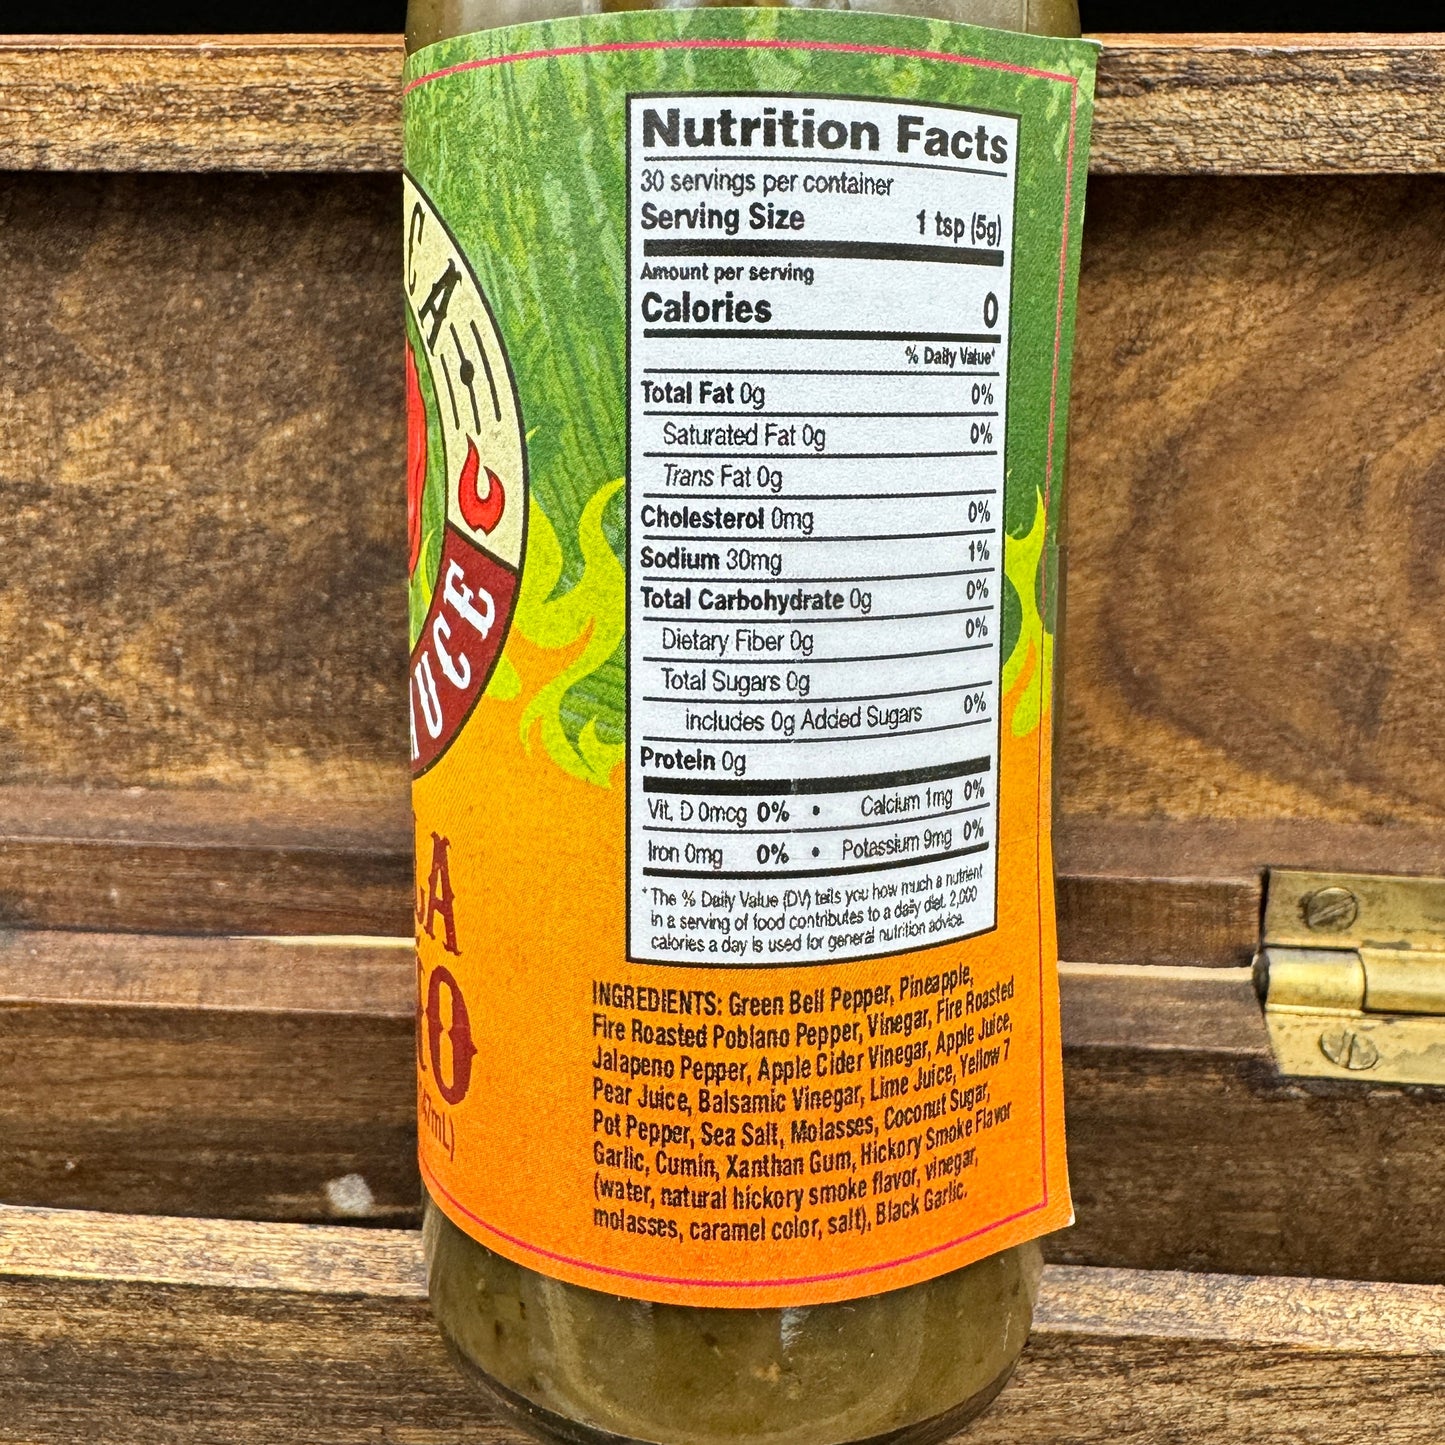 Nutrition Facts
30 servings per container
Serving Size 1 tsp (5g)
Amount per serving
Calories 0
% Daily Value*
Total Fat 0g 0%
Saturated Fat 0g 0%
Trans Fat 0g
Cholesterol 0mg 0%
Sodium 30mg 1%
Total Carbohydrate 0g 0%
Dietary Fiber 0g 0%
Total Sugars 0g
includes 0g Added Sugars 0%
Protein 0g
Vit. D 0mcg 0% • Calcium 1mg 0%
Iron 0mg 0% • Potassium 9mg 0%
* The % Daily Value (DV) tells you how much a nutrient
in a serving of food contributes to a daily diet. 2,000
calories a day is used for general nutrition advice.
INGREDIENTS: Green Bell Pepper, Pineapple,
Fire Roasted Poblano Pepper, Vinegar, Fire Roasted
Jalapeno Pepper, Apple Cider Vinegar, Apple Juice,
Pear Juice, Balsamic Vinegar, Lime Juice, Yellow 7
Pot Pepper, Sea Salt, Molasses, Coconut Sugar,
Garlic, Cumin, Xanthan Gum, Hickory Smoke Flavor
(water, natural hickory smoke flavor, vinegar,
molasses, caramel color, salt), Black Garlic.